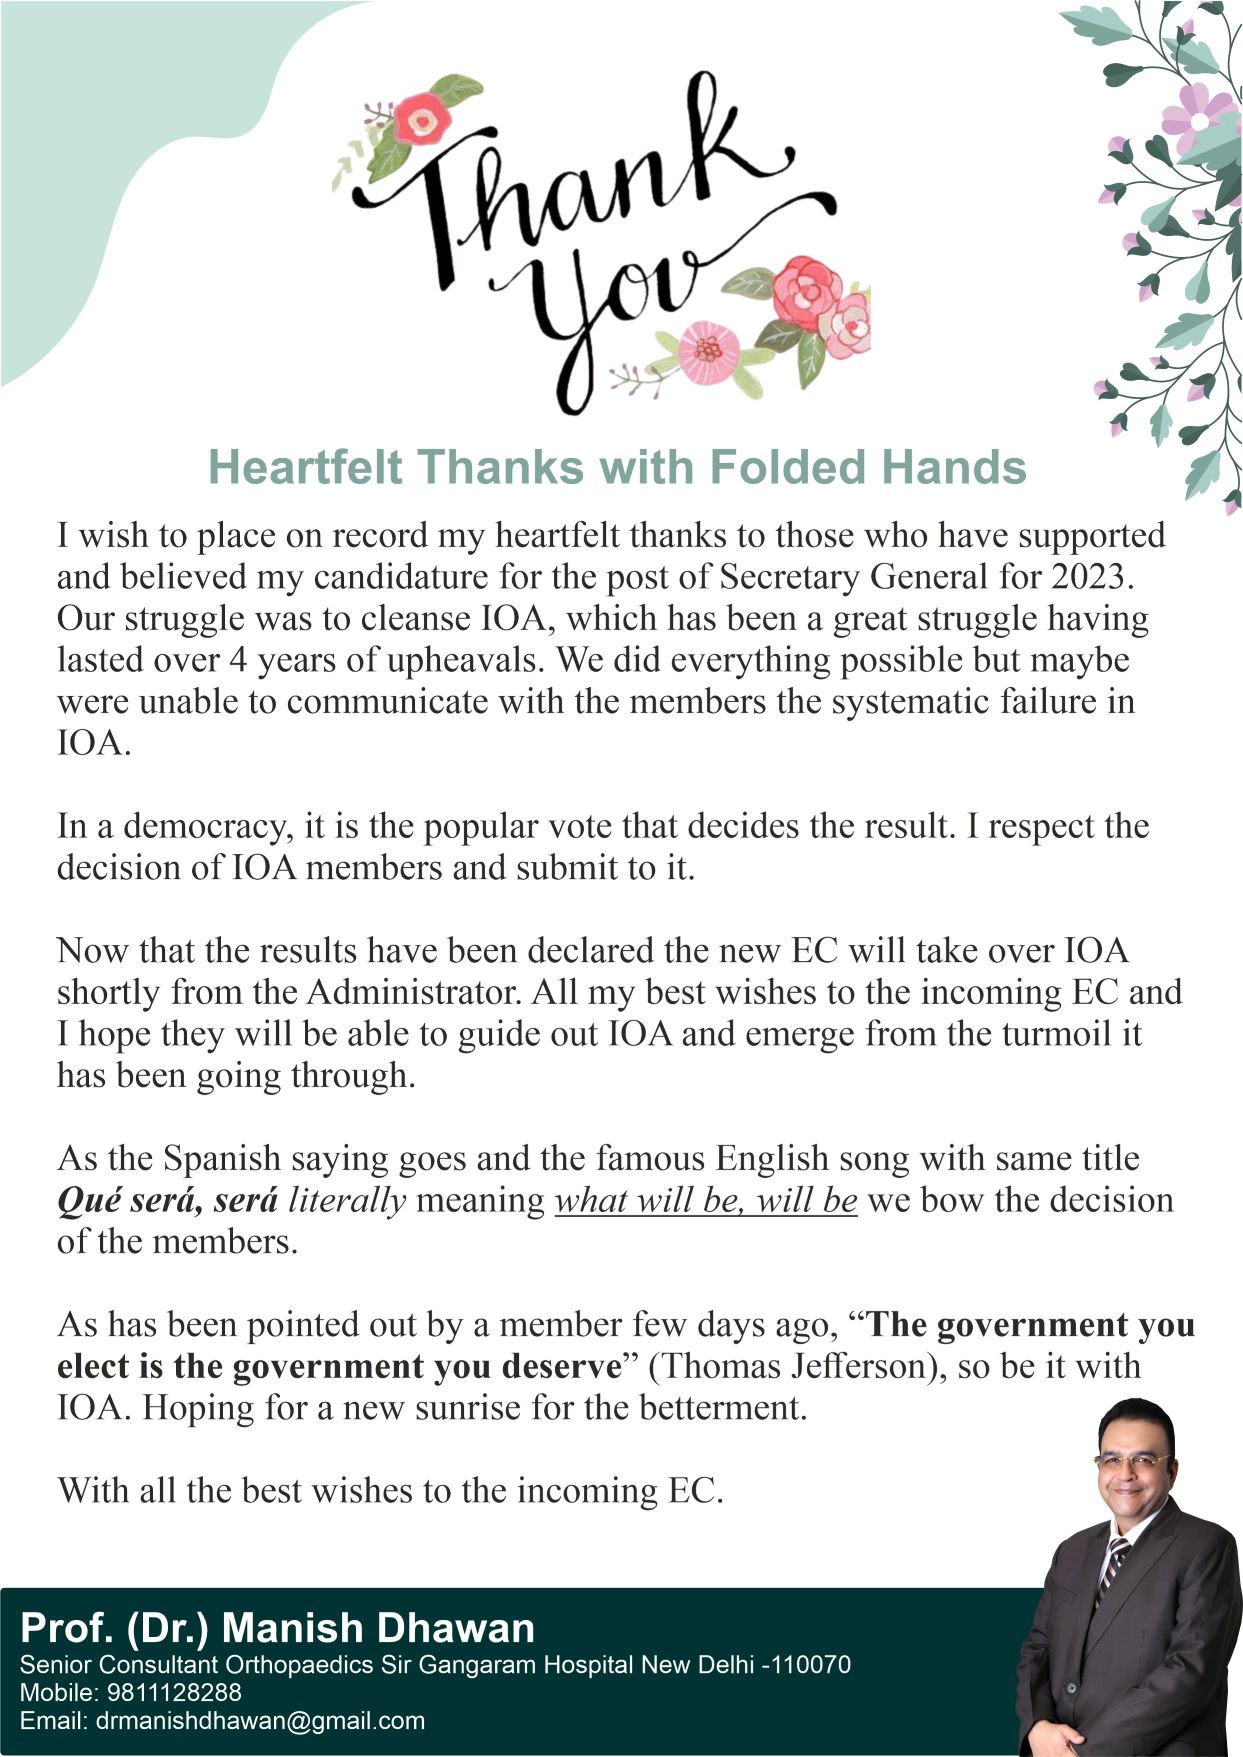 Thank
You
Heartfelt Thanks with Folded Hands
I wish to place on record my heartfelt thanks to those who have supported
and believed my candidature for the post of Secretary General for 2023.
Our struggle was to cleanse IOA, which has been a great struggle having
lasted over 4 years of upheavals. We did everything possible but maybe
were unable to communicate with the members the systematic failure in
IOA.
In a democracy, it is the popular vote that decides the result. I respect the
decision of IOA members and submit to it.
Now that the results have been declared the new EC will take over IOA
shortly from the Administrator. All my best wishes to the incoming EC and
I hope they will be able to guide out IOA and emerge from the turmoil it
has been going through.
As the Spanish saying goes and the famous English song with same title
Qué será, será literally meaning what will be, will be we bow the decision
of the members.
As has been pointed out by a member few days ago, “The government you
elect is the government you deserve” (Thomas Jefferson), so be it with
IOA. Hoping for a new sunrise for the betterment.
With all the best wishes to the incoming EC.
Prof. (Dr.) Manish Dhawan
Senior Consultant Orthopaedics Sir Gangaram Hospital New Delhi -110070
Mobile: 9811128288
Email: drmanishdhawan@gmail.com